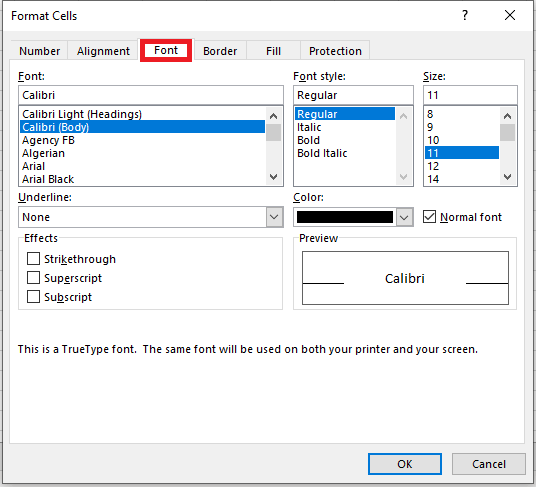 Format Cells
?
Number Alignment Font Border Fill Protection
Font: Font style: Size:
Calibri Regular 11
Calibri Light (Headings) Regular 8
Calibri (Body) Italic 9
Agency FB Bold 10
Algerian Bold Italic 11
Arial 12
Arial Black 14
Underline: Color:
None Normal font
Effects Preview
Strikethrough
Superscript Calibri
Subscript
This is a TrueType font.  The same font will be used on both your printer and your screen.
OK Cancel